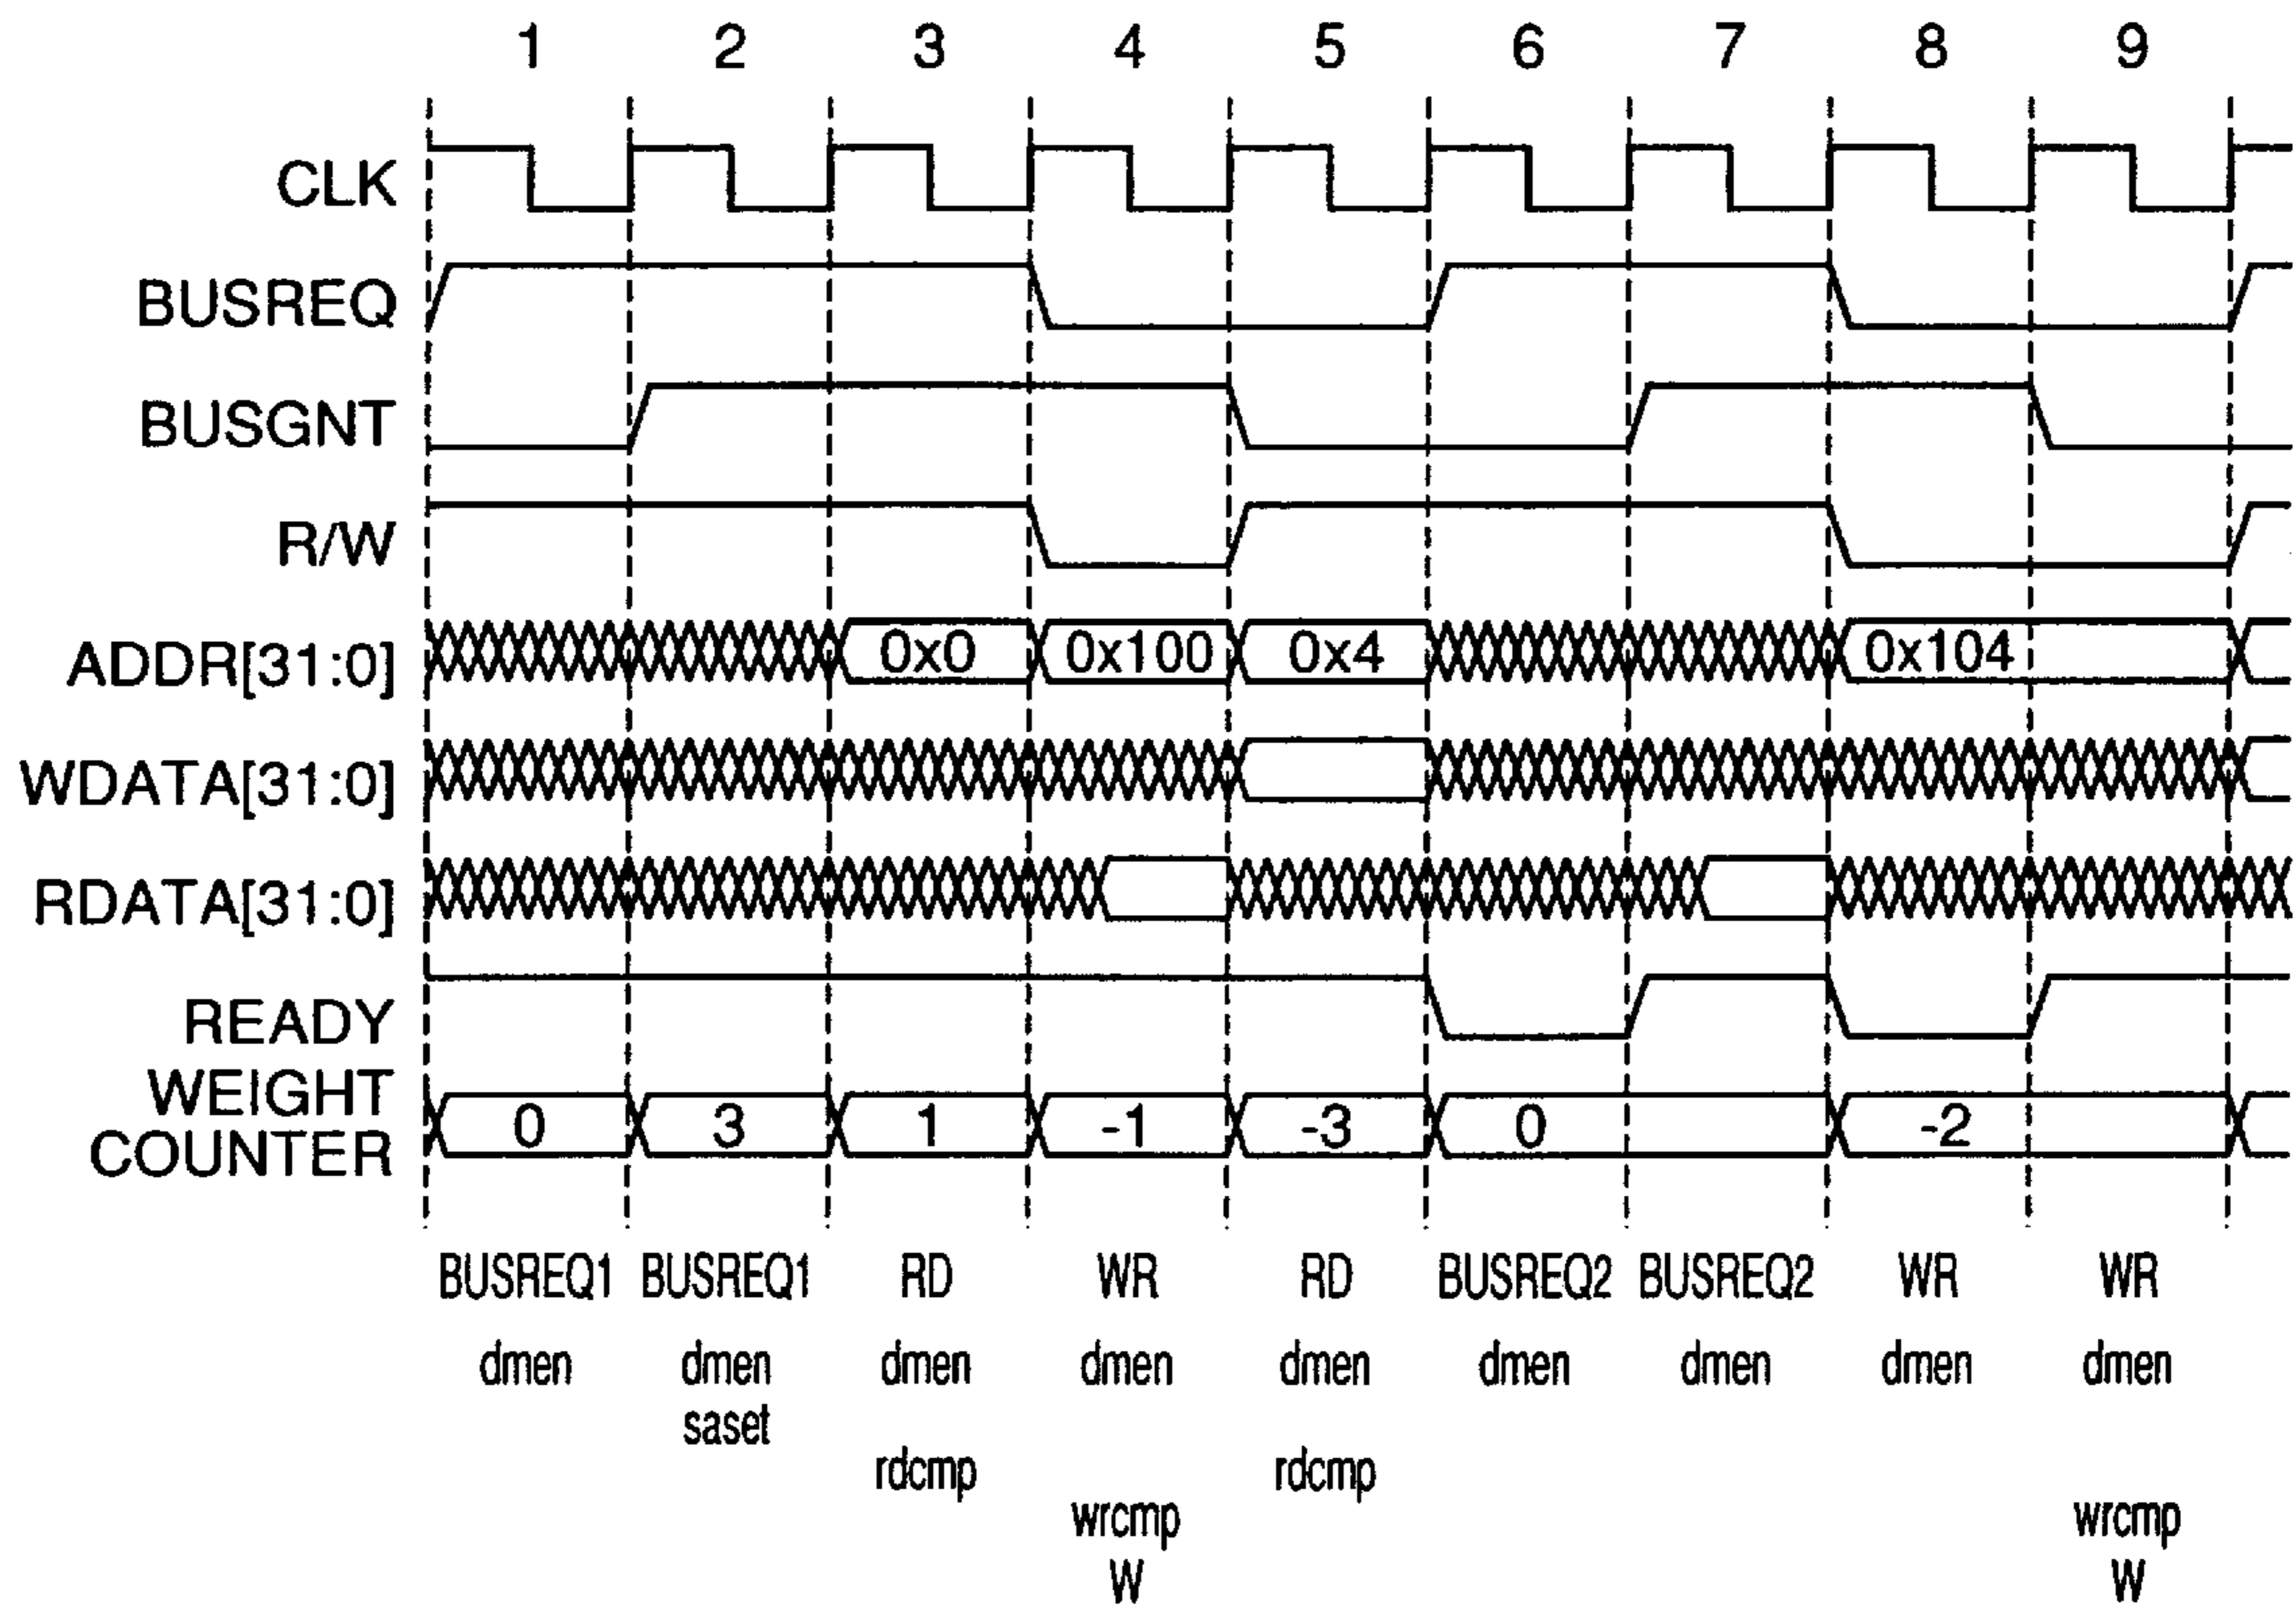 1 2 3 4 5 6 7 8 9
CLK
BUSREQ
BUSGNT
R/W
ADDR[31:0] 0x0 0x100 0x4 0x104
WDATA[31:0]
RDATA[31:0]
READY
WEIGHT
COUNTER 0 3 1 -1 -3 0 -2
BUSREQ1 BUSREQ1 RD WR RD BUSREQ2 BUSREQ2 WR WR
dmen dmen dmen dmen dmen dmen dmen dmen dmen
saset
rdcmp rdcmp
wrcmp wrcmp
W W